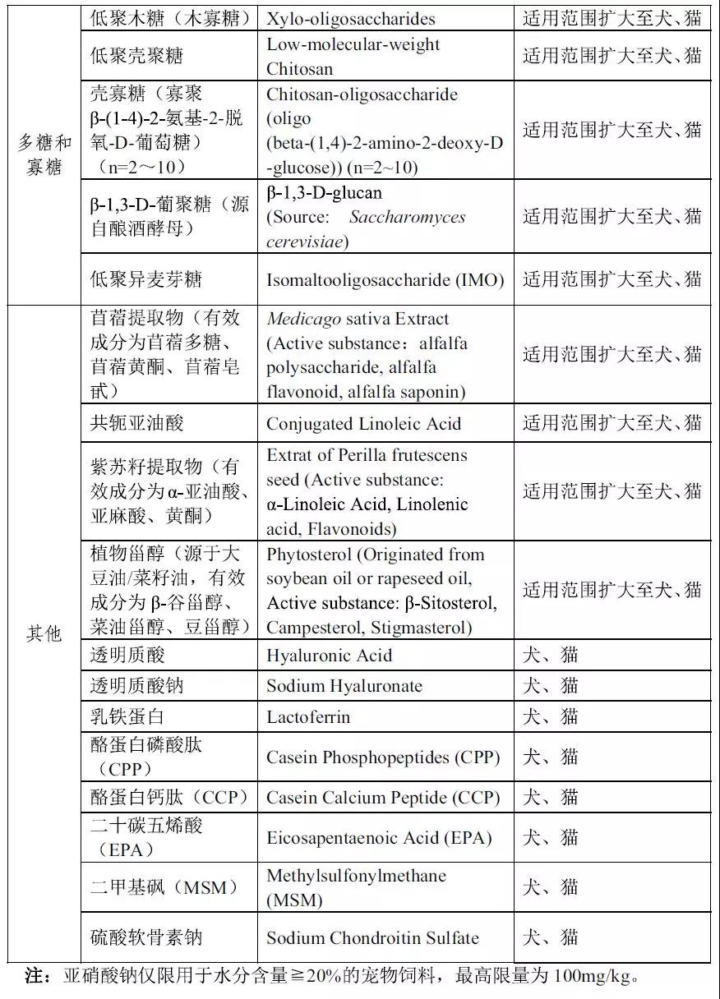 低聚木糖（木寡糖） Xylo-oligosaccharides 适用范围扩大至犬、猫
低聚壳聚糖
Low-molecular-weight
Chitosan
适用范围扩大至犬、猫
多糖和
寡糖
壳寡糖（寡聚
β-(1-4)-2-氨基-2-脱
氧-D-葡萄糖）
（n=2～10）
Chitosan-oligosaccharide
(oligo
(beta-(1,4)-2-amino-2-deoxy-D
-glucose)) (n=2~10)
适用范围扩大至犬、猫
β-1,3-D-葡聚糖（源
自酿酒酵母）
β-1,3-D-glucan
(Source: Saccharomyces
cerevisiae)
适用范围扩大至犬、猫
低聚异麦芽糖 Isomaltooligosaccharide (IMO) 适用范围扩大至犬、猫
其他
苜蓿提取物（有效
成分为苜蓿多糖、
苜蓿黄酮、苜蓿皂
甙）
Medicago sativa Extract
(Active substance：alfalfa
polysaccharide, alfalfa
flavonoid, alfalfa saponin)
适用范围扩大至犬、猫
共轭亚油酸 Conjugated Linoleic Acid 适用范围扩大至犬、猫
紫苏籽提取物（有
效成分为α-亚油酸、
亚麻酸、黄酮）
Extrat of Perilla frutescens
seed (Active substance:
α-Linoleic Acid, Linolenic
acid, Flavonoids)
适用范围扩大至犬、猫
植物甾醇（源于大
豆油/菜籽油，有效
成分为β-谷甾醇、
菜油甾醇、豆甾醇）
Phytosterol (Originated from
soybean oil or rapeseed oil,
Active substance: β-Sitosterol,
Campesterol, Stigmasterol)
适用范围扩大至犬、猫
透明质酸 Hyaluronic Acid 犬、猫
透明质酸钠 Sodium Hyaluronate 犬、猫
乳铁蛋白 Lactoferrin 犬、猫
酪蛋白磷酸肽
（CPP）
Casein Phosphopeptides (CPP) 犬、猫
酪蛋白钙肽（CCP） Casein Calcium Peptide (CCP) 犬、猫
二十碳五烯酸
（EPA）
Eicosapentaenoic Acid (EPA) 犬、猫
二甲基砜（MSM）
Methylsulfonylmethane
(MSM)
犬、猫
硫酸软骨素钠 Sodium Chondroitin Sulfate 犬、猫
注：亚硝酸钠仅限用于水分含量≧20%的宠物饲料，最高限量为100mg/kg。